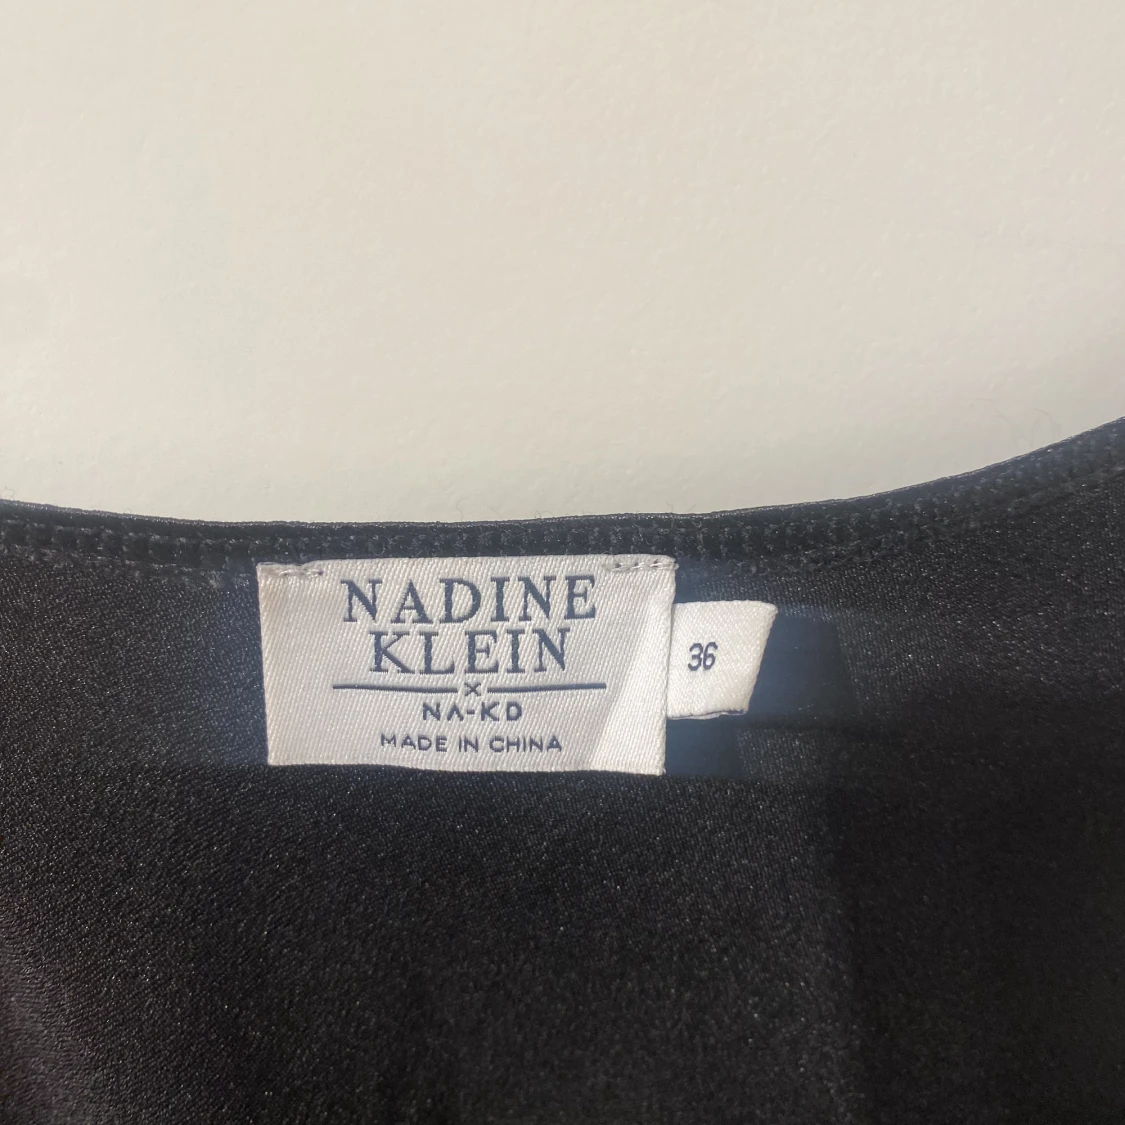 NADINE
KLEIN
x
NA-KD
MADE IN CHINA
36